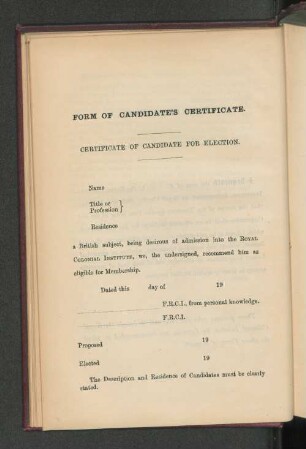 FORM OF CANDIDATE'S CERTIFICATE.
CERTIFICATE OF CANDIDATE FOR ELECTION.
Name
Title or
Profession }
Residence
a British subject, being desirous of admission into the ROYAL
COLONIAL INSTITUTE, we, the undersigned, recommend him as
eligible for Membership.
Dated this day of 19
F.R.C.I., from personal knowledge.
F.R.C.I.
Proposed 19
Elected 19
The Description and Residence of Candidates must be clearly
stated.